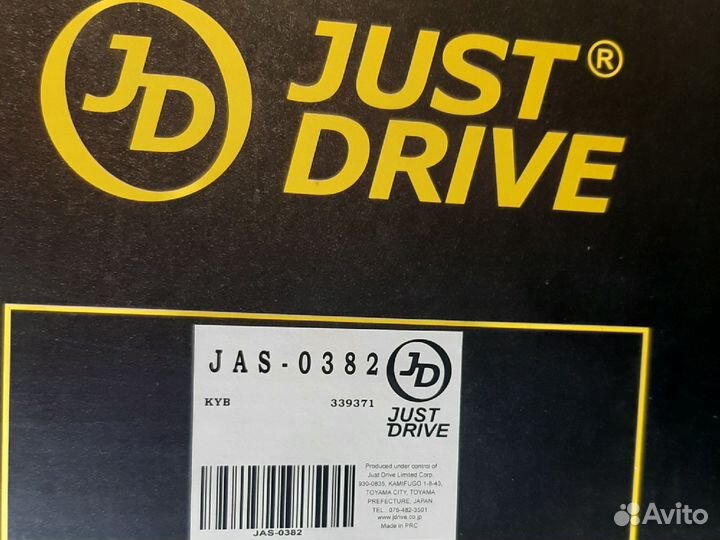 JD
JUST®
DRIVE
JAS-0382
JD
KYB 339371
JUST
DRIVE
Produced under control of
Just Drive Limited Corp.
930-0835, KAMIFUGO 1-8-43,
TOYAMA CITY, TOYAMA
PREFECTURE, JAPAN
TEL.: 076-482-3501
www.jdrive.co.jp
Made in PRC
JAS-0382
Avito